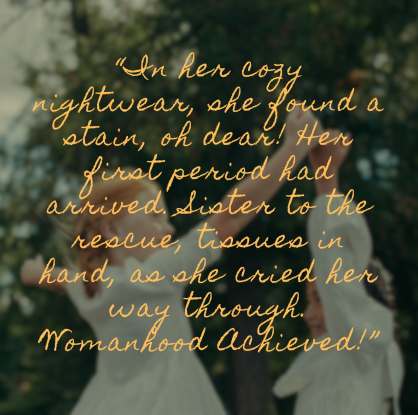 “In her cozy
nightwear, she found a
stain, oh dear! Her
first period had
arrived. Sister to the
rescue, tissues in
hand, as she cried her
way through.
Womanhood Achieved!”